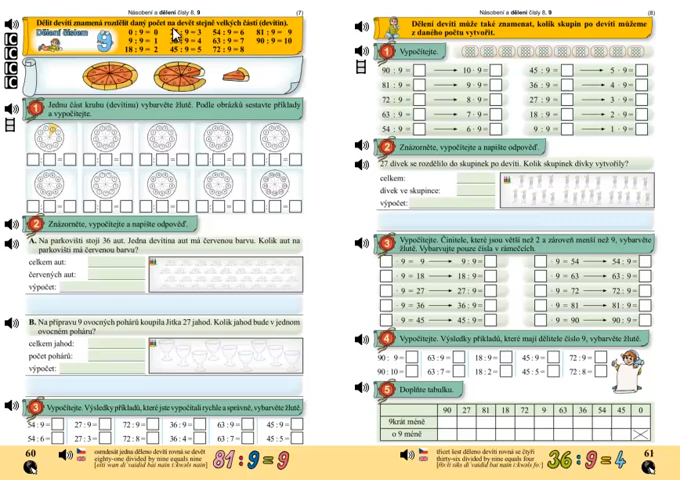 Násobení a dělení čísly 8, 9
(7)
Dělit devíti znamená rozdělit daný počet na devět stejně velkých částí (devítin).
Dělení číslem 9
0 : 9 = 0
9 : 9 = 1
18 : 9 = 2
: 9 = 3
36 : 9 = 4
45 : 9 = 5
54 : 9 = 6
63 : 9 = 7
72 : 9 = 8
81 : 9 = 9
90 : 9 = 10
1 Jednu část kruhu (devítinu) vybarvěte žlutě. Podle obrázků sestavte příklady
a vypočítejte.
2 Znázorněte, vypočítejte a napište odpověď.
A. Na parkovišti stojí 36 aut. Jedna devítina aut má červenou barvu. Kolik aut na
parkovišti má červenou barvu?
celkem aut:
červených aut:
výpočet:
B. Na přípravu 9 ovocných pohárů koupila Jitka 27 jahod. Kolik jahod bude v jednom
ovocném poháru?
celkem jahod:
počet pohárů:
výpočet:
3 Vypočítejte. Výsledky příkladů, které jste vypočítali rychle a správně, vybarvěte žlutě.
54 : 9 = 27 : 9 = 72 : 9 = 36 : 9 = 63 : 9 = 45 : 9 =
54 : 6 = 27 : 3 = 72 : 8 = 36 : 4 = 63 : 7 = 45 : 5 =
60
osmdesát jedna děleno devíti rovná se devět
eighty-one divided by nine equals nine
81 : 9 = 9
Násobení a dělení čísly 8, 9
(8)
Dělení devíti může také znamenat, kolik skupin po devíti můžeme
z daného počtu vytvořit.
1 Vypočítejte.
90 : 9 = 10 · 9 = 45 : 9 = 5 · 9 =
81 : 9 = 9 · 9 = 36 : 9 = 4 · 9 =
72 : 9 = 8 · 9 = 27 : 9 = 3 · 9 =
63 : 9 = 7 · 9 = 18 : 9 = 2 · 9 =
54 : 9 = 6 · 9 = 9 : 9 = 1 · 9 =
2 Znázorněte, vypočítejte a napište odpověď.
27 dívek se rozdělilo do skupinek po devíti. Kolik skupinek dívky vytvořily?
celkem:
dívek ve skupince:
výpočet:
3 Vypočítejte. Činitele, které jsou větší než 2 a zároveň menší než 9, vybarvěte
žlutě. Vybarvujte pouze čísla v rámečcích.
· 9 = 9 9 : 9 = · 9 = 54 54 : 9 =
· 9 = 18 18 : 9 = · 9 = 63 63 : 9 =
· 9 = 27 27 : 9 = · 9 = 72 72 : 9 =
· 9 = 36 36 : 9 = · 9 = 81 81 : 9 =
· 9 = 45 45 : 9 = · 9 = 90 90 : 9 =
4 Vypočítejte. Výsledky příkladů, které mají dělitele číslo 9, vybarvěte žlutě.
90 : 9 = 63 : 9 = 18 : 9 = 45 : 9 = 72 : 9 =
90 : 10 = 63 : 7 = 18 : 2 = 45 : 5 = 72 : 8 =
5 Doplňte tabulku.
90 27 81 18 72 9 63 36 54 45 0
9krát méně
o 9 méně
třicet šest děleno devíti rovná se čtyři
thirty-six divided by nine equals four
36 : 9 = 4
61